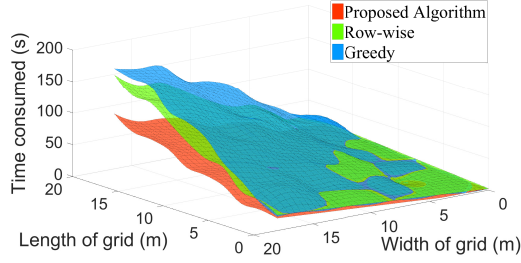 Proposed Algorithm
Row-wise
Greedy
Time consumed (s)
200
150
100
50
0
20
15
10
5
0
Length of grid (m)
20
15
10
5
0
Width of grid (m)